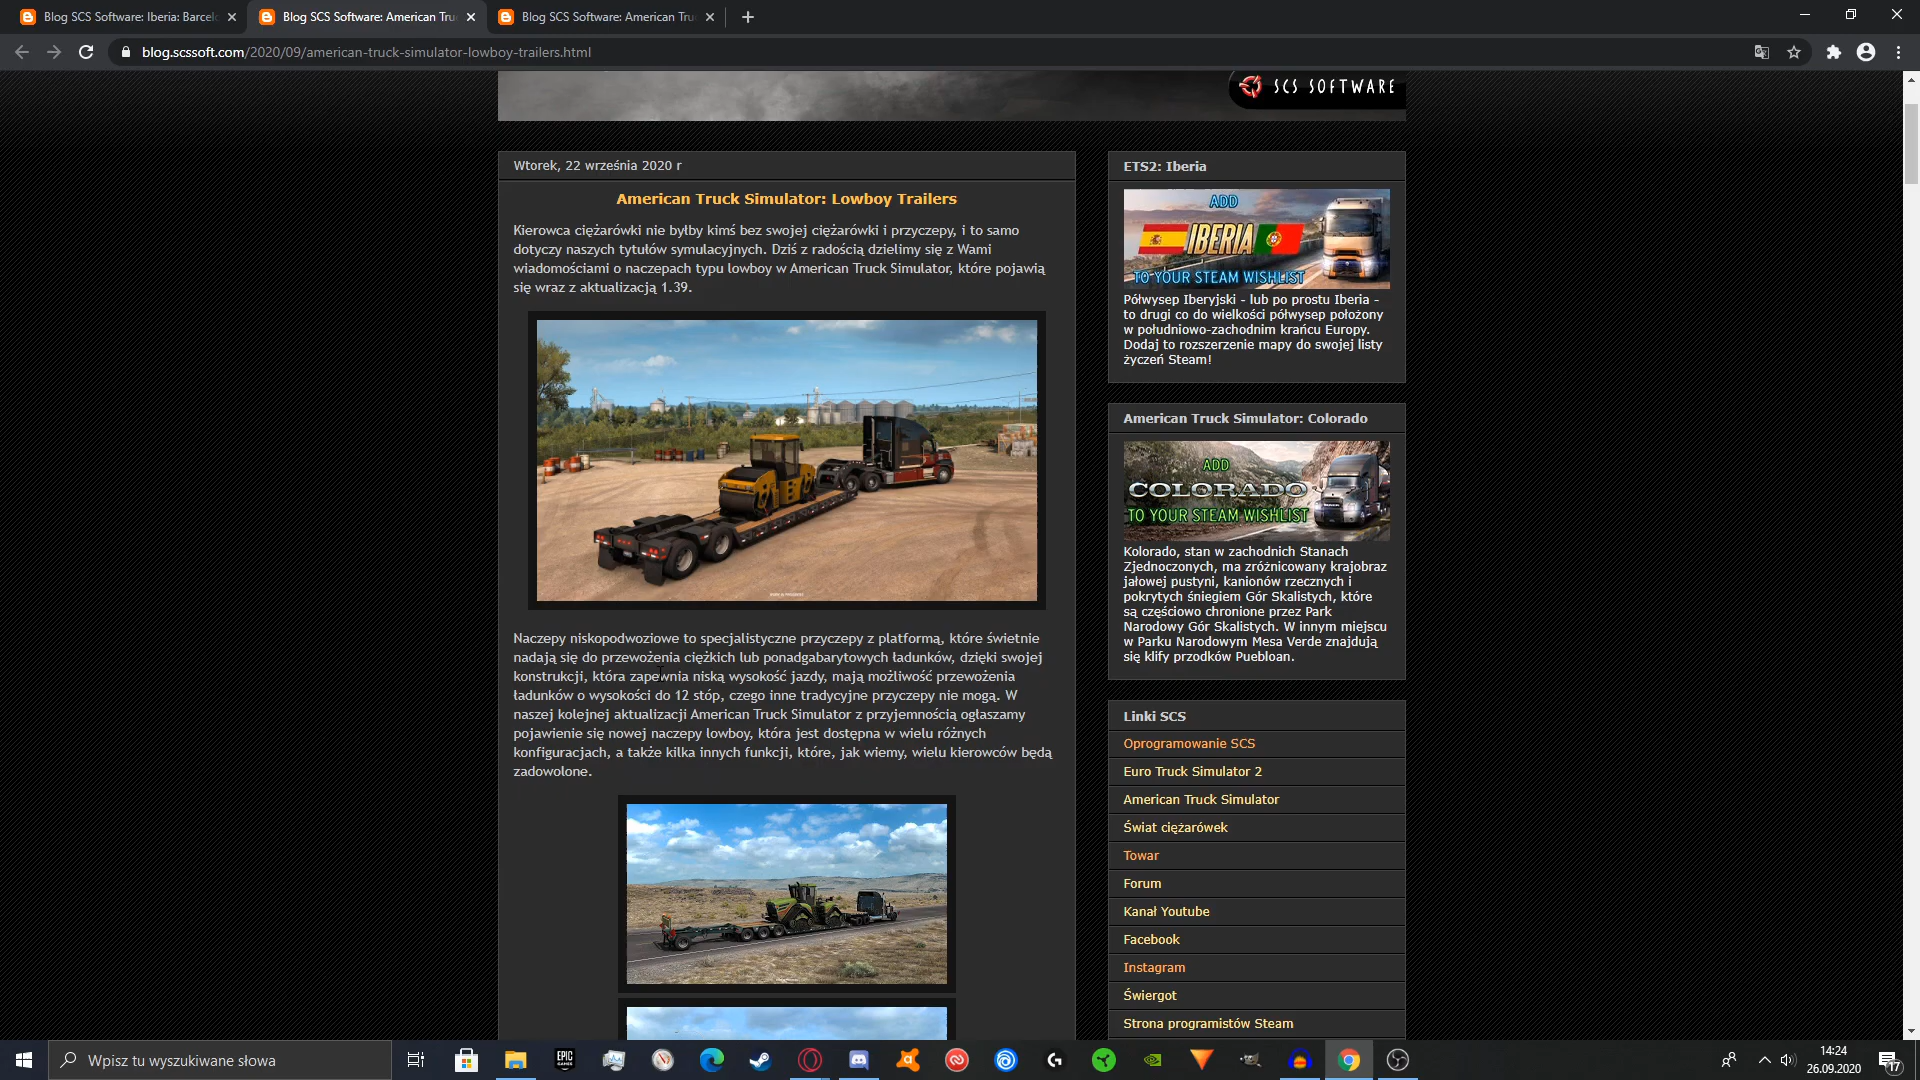 Blog SCS Software: Iberia: Barcel
Blog SCS Software: American Tru
Blog SCS Software: American Tru
blog.scssoft.com/2020/09/american-truck-simulator-lowboy-trailers.html
SCS SOFTWARE
Wtorek, 22 września 2020 r
American Truck Simulator: Lowboy Trailers
Kierowca ciężarówki nie byłby kimś bez swojej ciężarówki i przyczepy, i to samo
dotyczy naszych tytułów symulacyjnych. Dziś z radością dzielimy się z Wami
wiadomościami o naczepach typu lowboy w American Truck Simulator, które pojawią
się wraz z aktualizacją 1.39.
Naczepy niskopodwoziowe to specjalistyczne przyczepy z platformą, które świetnie
nadają się do przewożenia ciężkich lub ponadgabarytowych ładunków, dzięki swojej
konstrukcji, która zapewnia niską wysokość jazdy, mają możliwość przewożenia
ładunków o wysokości do 12 stóp, czego inne tradycyjne przyczepy nie mogą. W
naszej kolejnej aktualizacji American Truck Simulator z przyjemnością ogłaszamy
pojawienie się nowej naczepy lowboy, która jest dostępna w wielu różnych
konfiguracjach, a także kilka innych funkcji, które, jak wiemy, wielu kierowców będą
zadowolone.
ETS2: Iberia
ADD
IBERIA
TO YOUR STEAM WISHLIST
Półwysep Iberyjski - lub po prostu Iberia -
to drugi co do wielkości półwysep położony
w południowo-zachodnim krańcu Europy.
Dodaj to rozszerzenie mapy do swojej listy
życzeń Steam!
American Truck Simulator: Colorado
ADD
COLORADO
TO YOUR STEAM WISHLIST
Kolorado, stan w zachodnich Stanach
Zjednoczonych, ma zróżnicowany krajobraz
jałowej pustyni, kanionów rzecznych i
pokrytych śniegiem Gór Skalistych, które
są częściowo chronione przez Park
Narodowy Gór Skalistych. W innym miejscu
w Parku Narodowym Mesa Verde znajdują
się klify przodków Puebloan.
Linki SCS
Oprogramowanie SCS
Euro Truck Simulator 2
American Truck Simulator
Świat ciężarówek
Towar
Forum
Kanał Youtube
Facebook
Instagram
Świergot
Strona programistów Steam
Wpisz tu wyszukiwane słowa
EPIC
GAMES
14:24
26.09.2020
17